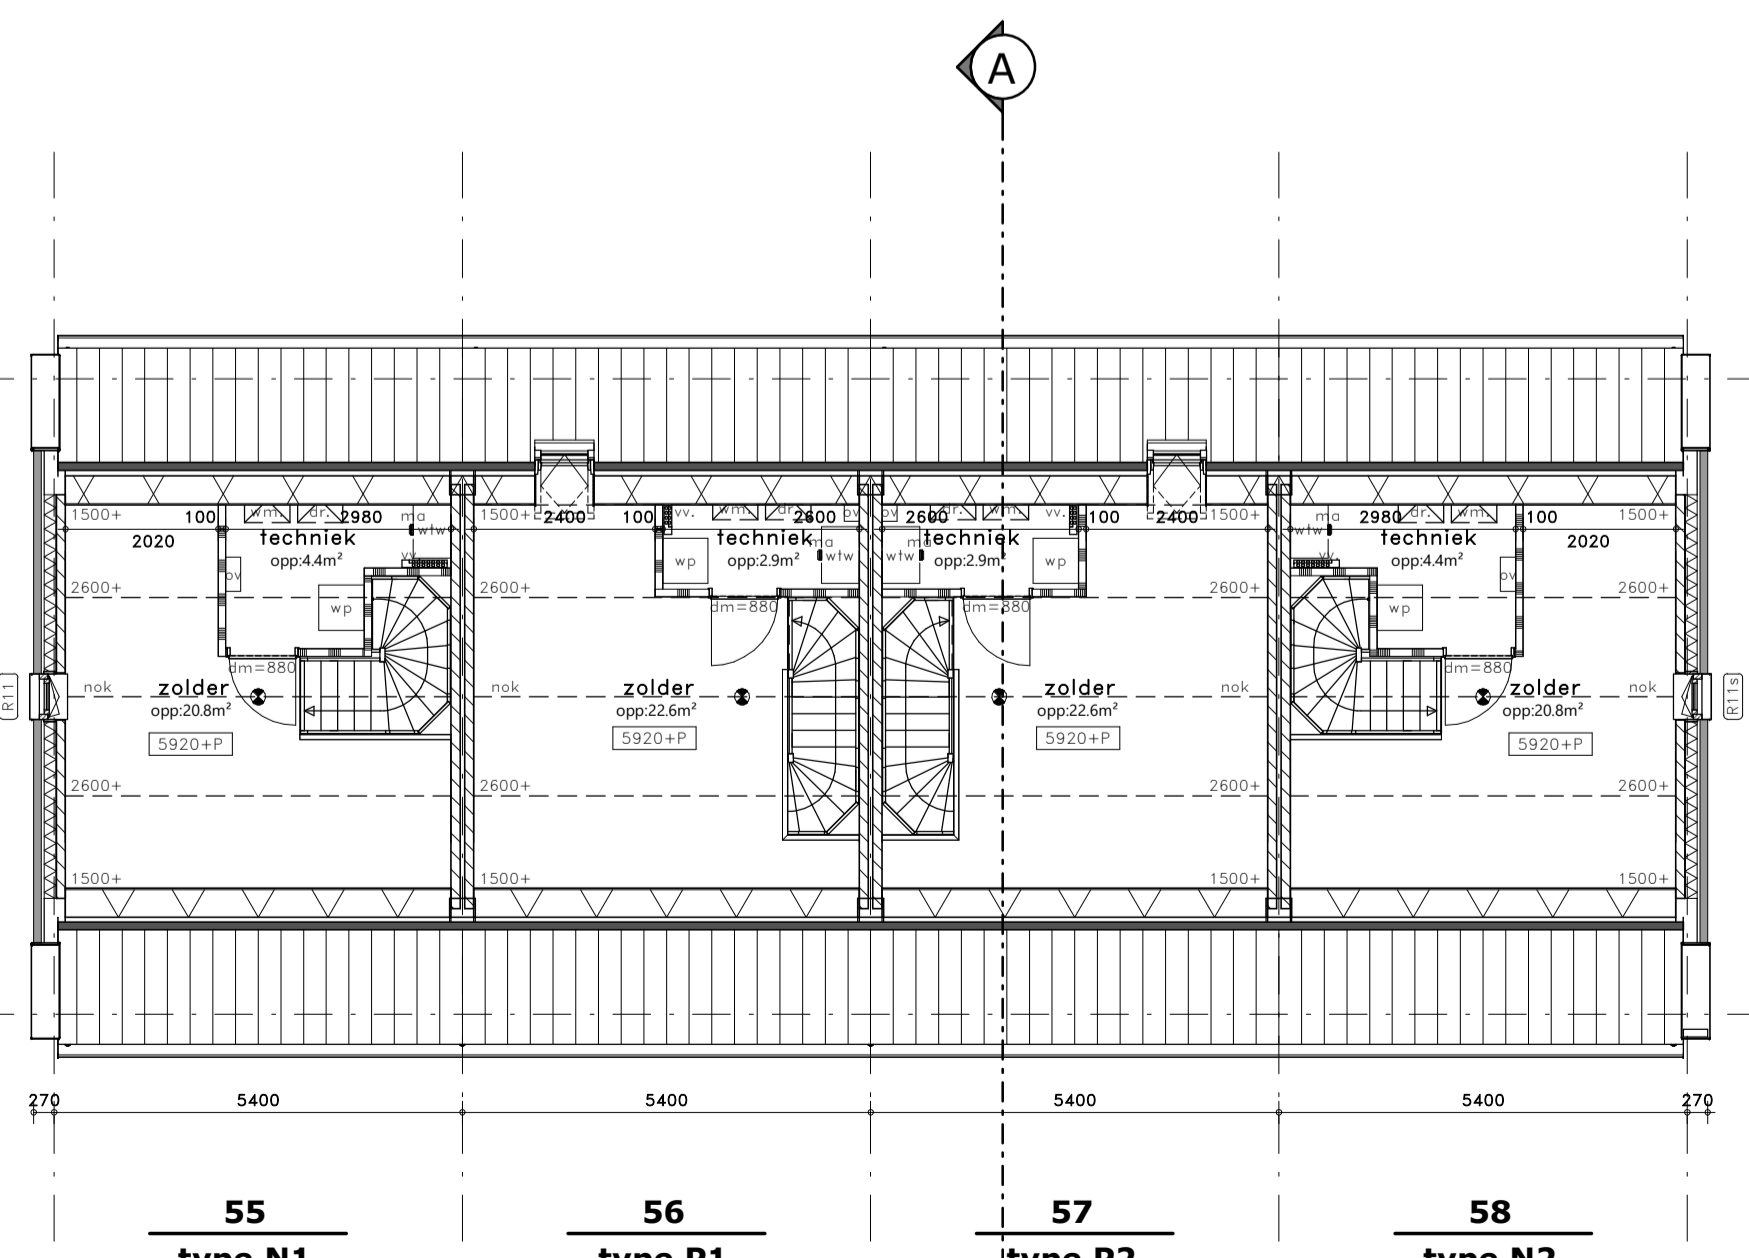 A
1500+ 100 wm. dr. 2980 ma 1500+ 2400 100 vv. wm. dr. 2600 ov ov 2600 dr. wm. vv. 100 2400 1500+ ma 2980 dr. wm. 100 1500+
2020 techniek wtw techniek ma wtw wtw ma techniek wtw techniek 2020
opp:4.4m² vv. wp opp:2.9m² opp:2.9m² wp vv. opp:4.4m²
ov ov
2600+ wp 2600+ dm=880 dm=880 2600+ wp 2600+
dm=880 dm=880
R11 nok zolder nok zolder zolder nok zolder nok R11s
opp:20.8m² opp:22.6m² opp:22.6m² opp:20.8m²
5920+P 5920+P 5920+P 5920+P
2600+ 2600+ 2600+ 2600+
1500+ 1500+ 1500+ 1500+
270 5400 5400 5400 5400 270
55 56 57 58